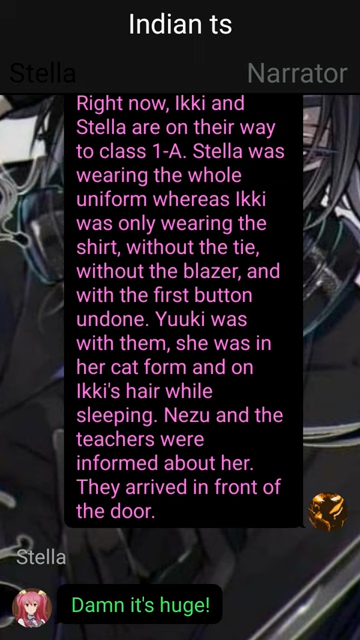 Indian ts
Stella Narrator
Right now, Ikki and
Stella are on their way
to class 1-A. Stella was
wearing the whole
uniform whereas Ikki
was only wearing the
shirt, without the tie,
without the blazer, and
with the first button
undone. Yuuki was
with them, she was in
her cat form and on
Ikki's hair while
sleeping. Nezu and the
teachers were
informed about her.
They arrived in front of
the door.
Stella
Damn it's huge!